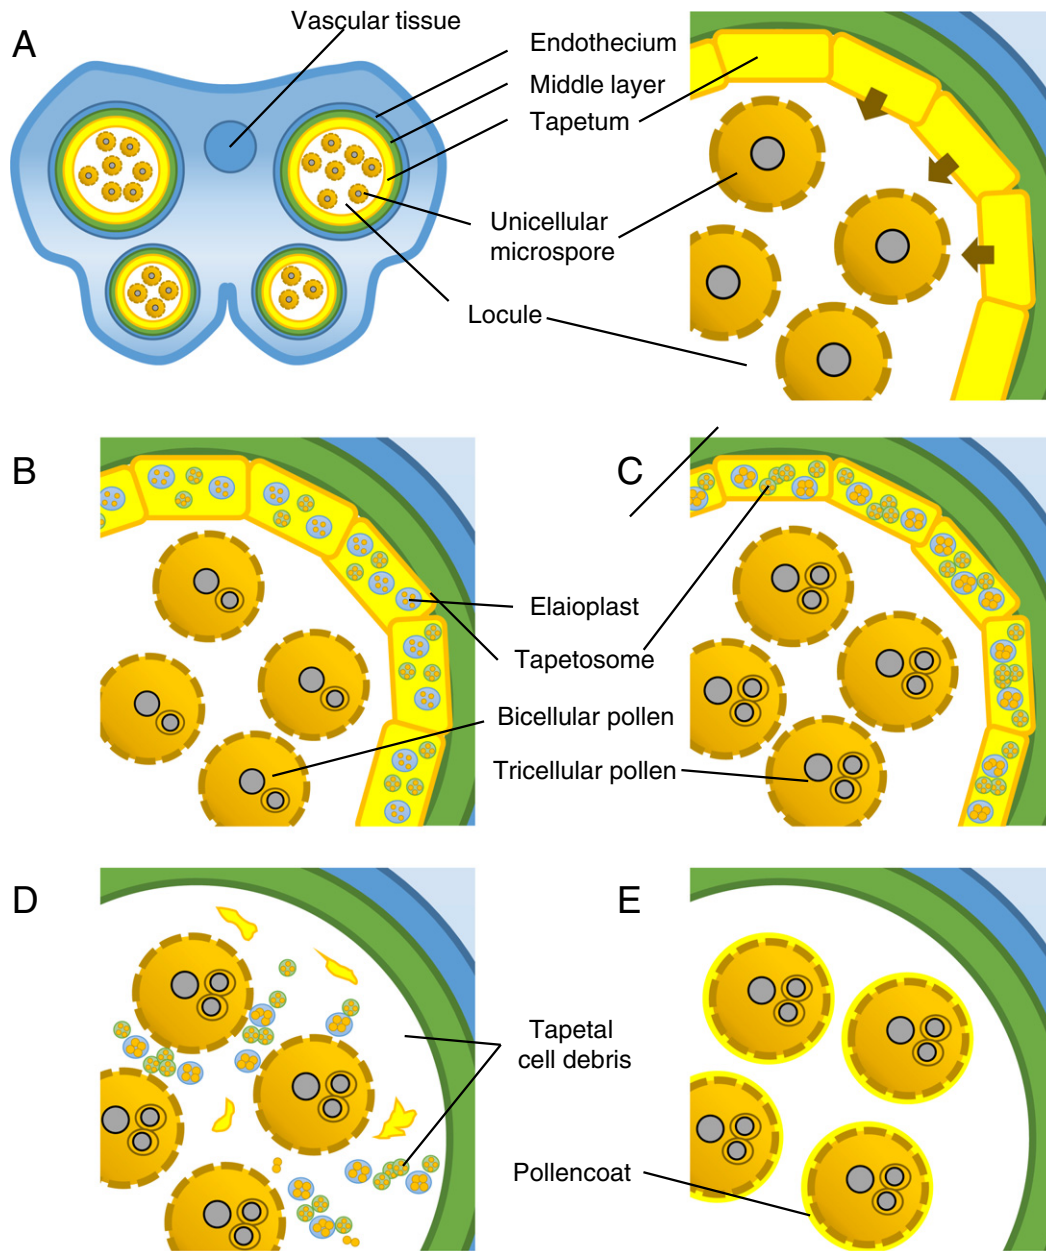 A
Vascular tissue
Endothecium
Middle layer
Tapetum
Unicellular
microspore
Locule
B
C
Elaioplast
Tapetosome
Bicellular pollen
Tricellular pollen
D
E
Tapetal
cell debris
Pollencoat